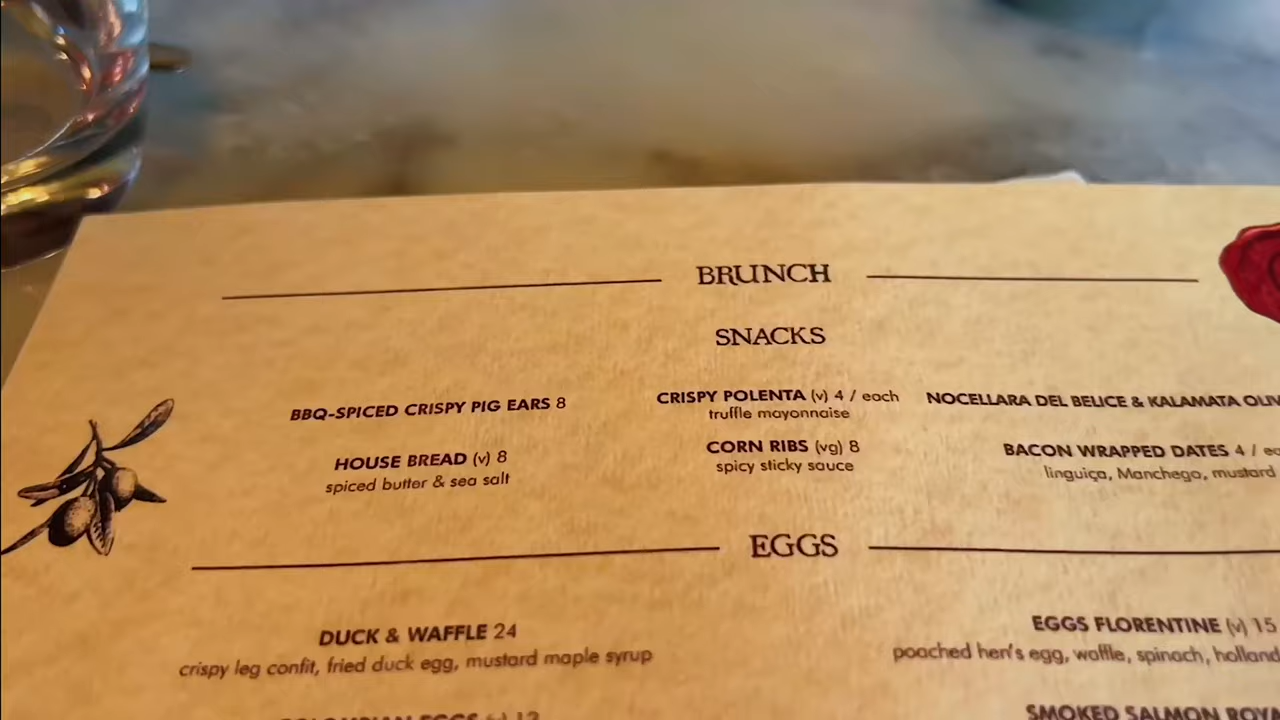 BRUNCH
SNACKS
BBQ-SPICED CRISPY PIG EARS 8
CRISPY POLENTA (v) 4 / each
truffle mayonnaise
NOCELLARA DEL BELICE & KALAMATA
HOUSE BREAD (v) 8
spiced butter & sea salt
CORN RIBS (vg) 8
spicy sticky sauce
BACON WRAPPED DATES 4 /
linguiça, Manchego, mustard
EGGS
DUCK & WAFFLE 24
crispy leg confit, fried duck egg, mustard maple syrup
EGGS FLORENTINE (v) 15
poached hen's egg, waffle, spinach,
EGGS
SMOKED SALMON